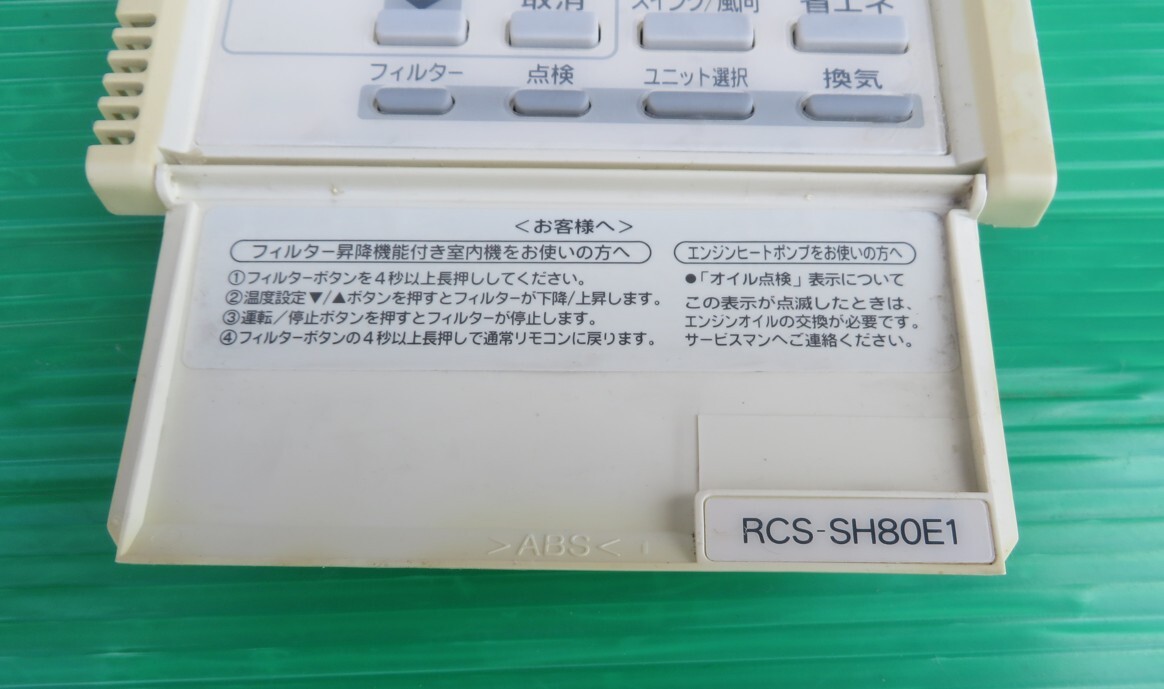 取消
スイング/風向
省エネ
フィルター
点検
ユニット選択
換気
＜お客様へ＞
フィルター昇降機能付き室内機をお使いの方へ
①フィルターボタンを4秒以上長押ししてください。
②温度設定▼/▲ボタンを押すとフィルターが下降/上昇します。
③運転／停止ボタンを押すとフィルターが停止します。
④フィルターボタンの4秒以上長押して通常リモコンに戻ります。
エンジンヒートポンプをお使いの方へ
●「オイル点検」表示について
この表示が点滅したときは、
エンジンオイルの交換が必要です。
サービスマンへご連絡ください。
>ABS<
RCS-SH80E1